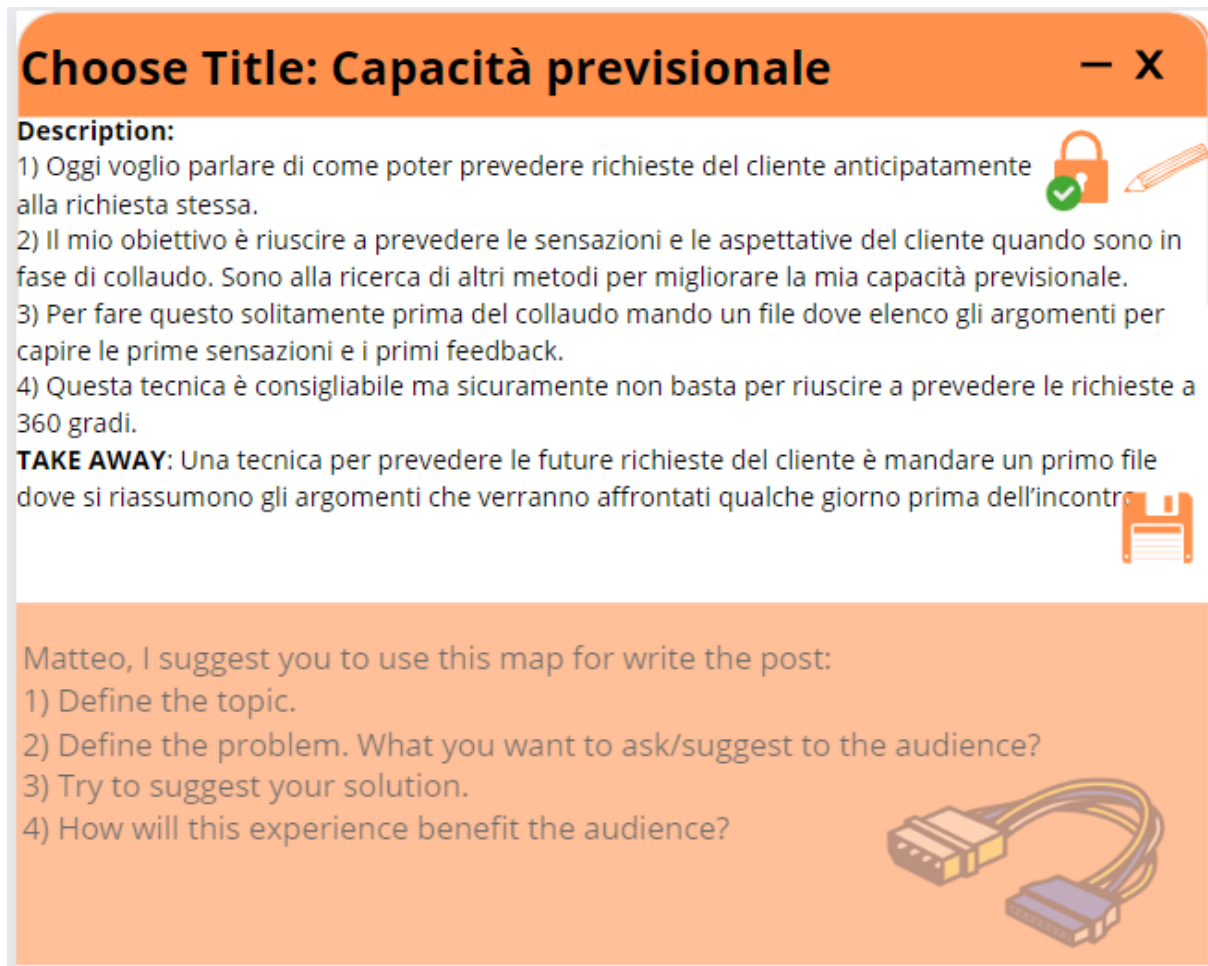 Choose Title: Capacità previsionale – X
Description:
1) Oggi voglio parlare di come poter prevedere richieste del cliente anticipatamente
alla richiesta stessa.
2) Il mio obiettivo è riuscire a prevedere le sensazioni e le aspettative del cliente quando sono in
fase di collaudo. Sono alla ricerca di altri metodi per migliorare la mia capacità previsionale.
3) Per fare questo solitamente prima del collaudo mando un file dove elenco gli argomenti per
capire le prime sensazioni e i primi feedback.
4) Questa tecnica è consigliabile ma sicuramente non basta per riuscire a prevedere le richieste a
360 gradi.
TAKE AWAY: Una tecnica per prevedere le future richieste del cliente è mandare un primo file
dove si riassumono gli argomenti che verranno affrontati qualche giorno prima dell'incontro
Matteo, I suggest you to use this map for write the post:
1) Define the topic.
2) Define the problem. What you want to ask/suggest to the audience?
3) Try to suggest your solution.
4) How will this experience benefit the audience?